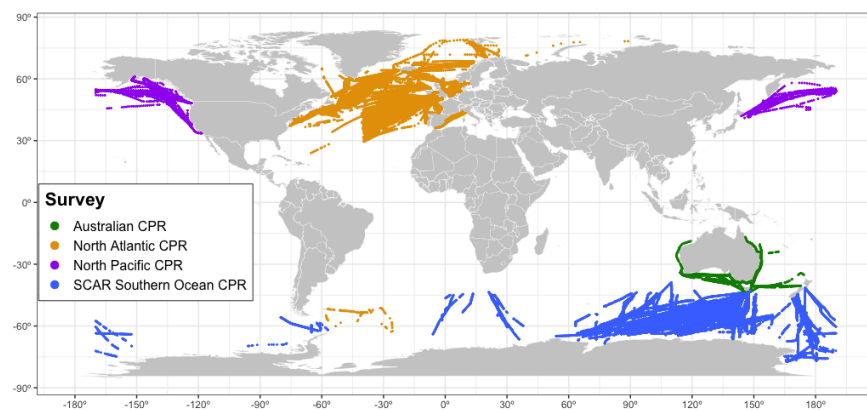 90°
60°
30°
0°
-30°
-60°
-90°
Survey
Australian CPR
North Atlantic CPR
North Pacific CPR
SCAR Southern Ocean CPR
-180° -150° -120° -90° -60° -30° 0° 30° 60° 90° 120° 150° 180°